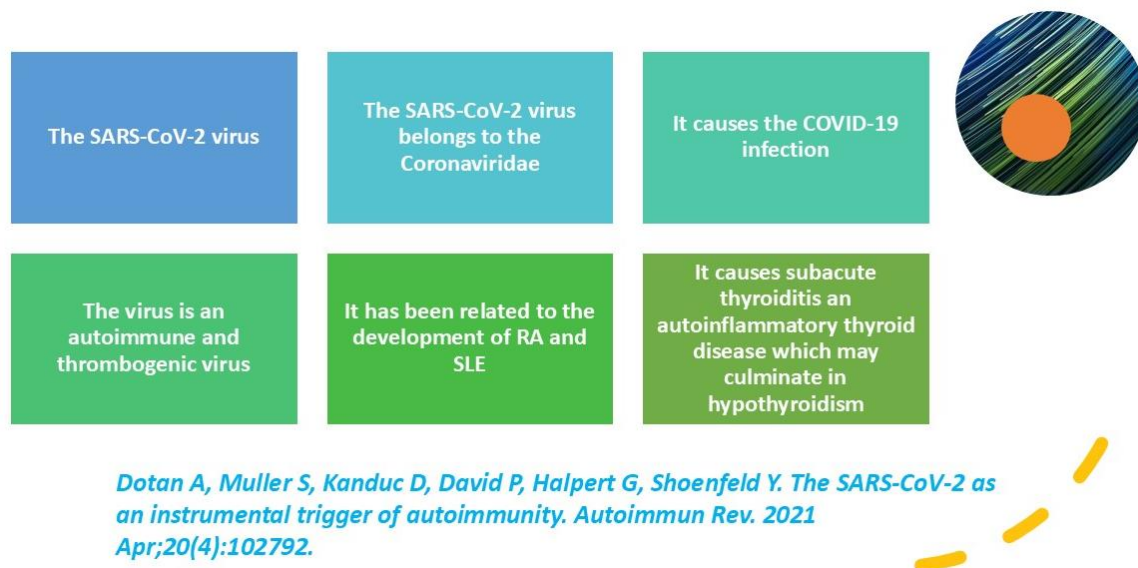 The SARS-CoV-2 virus
The SARS-CoV-2 virus
belongs to the
Coronaviridae
It causes the COVID-19
infection
The virus is an
autoimmune and
thrombogenic virus
It has been related to the
development of RA and
SLE
It causes subacute
thyroiditis an
autoinflammatory thyroid
disease which may
culminate in
hypothyroidism
Dotan A, Muller S, Kanduc D, David P, Halpert G, Shoenfeld Y. The SARS-CoV-2 as
an instrumental trigger of autoimmunity. Autoimmun Rev. 2021
Apr;20(4):102792.